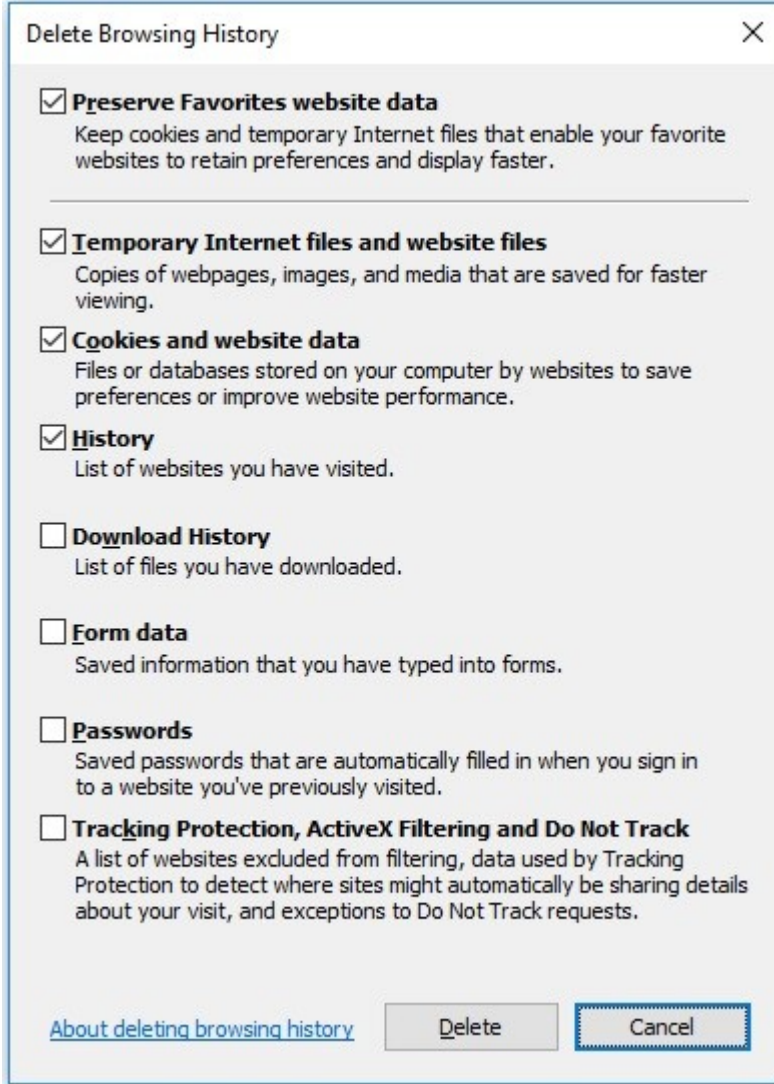 Delete Browsing History
Preserve Favorites website data
Keep cookies and temporary Internet files that enable your favorite
websites to retain preferences and display faster.
Temporary Internet files and website files
Copies of webpages, images, and media that are saved for faster
viewing.
Cookies and website data
Files or databases stored on your computer by websites to save
preferences or improve website performance.
History
List of websites you have visited.
Download History
List of files you have downloaded.
Form data
Saved information that you have typed into forms.
Passwords
Saved passwords that are automatically filled in when you sign in
to a website you've previously visited.
Tracking Protection, ActiveX Filtering and Do Not Track
A list of websites excluded from filtering, data used by Tracking
Protection to detect where sites might automatically be sharing details
about your visit, and exceptions to Do Not Track requests.
About deleting browsing history Delete Cancel